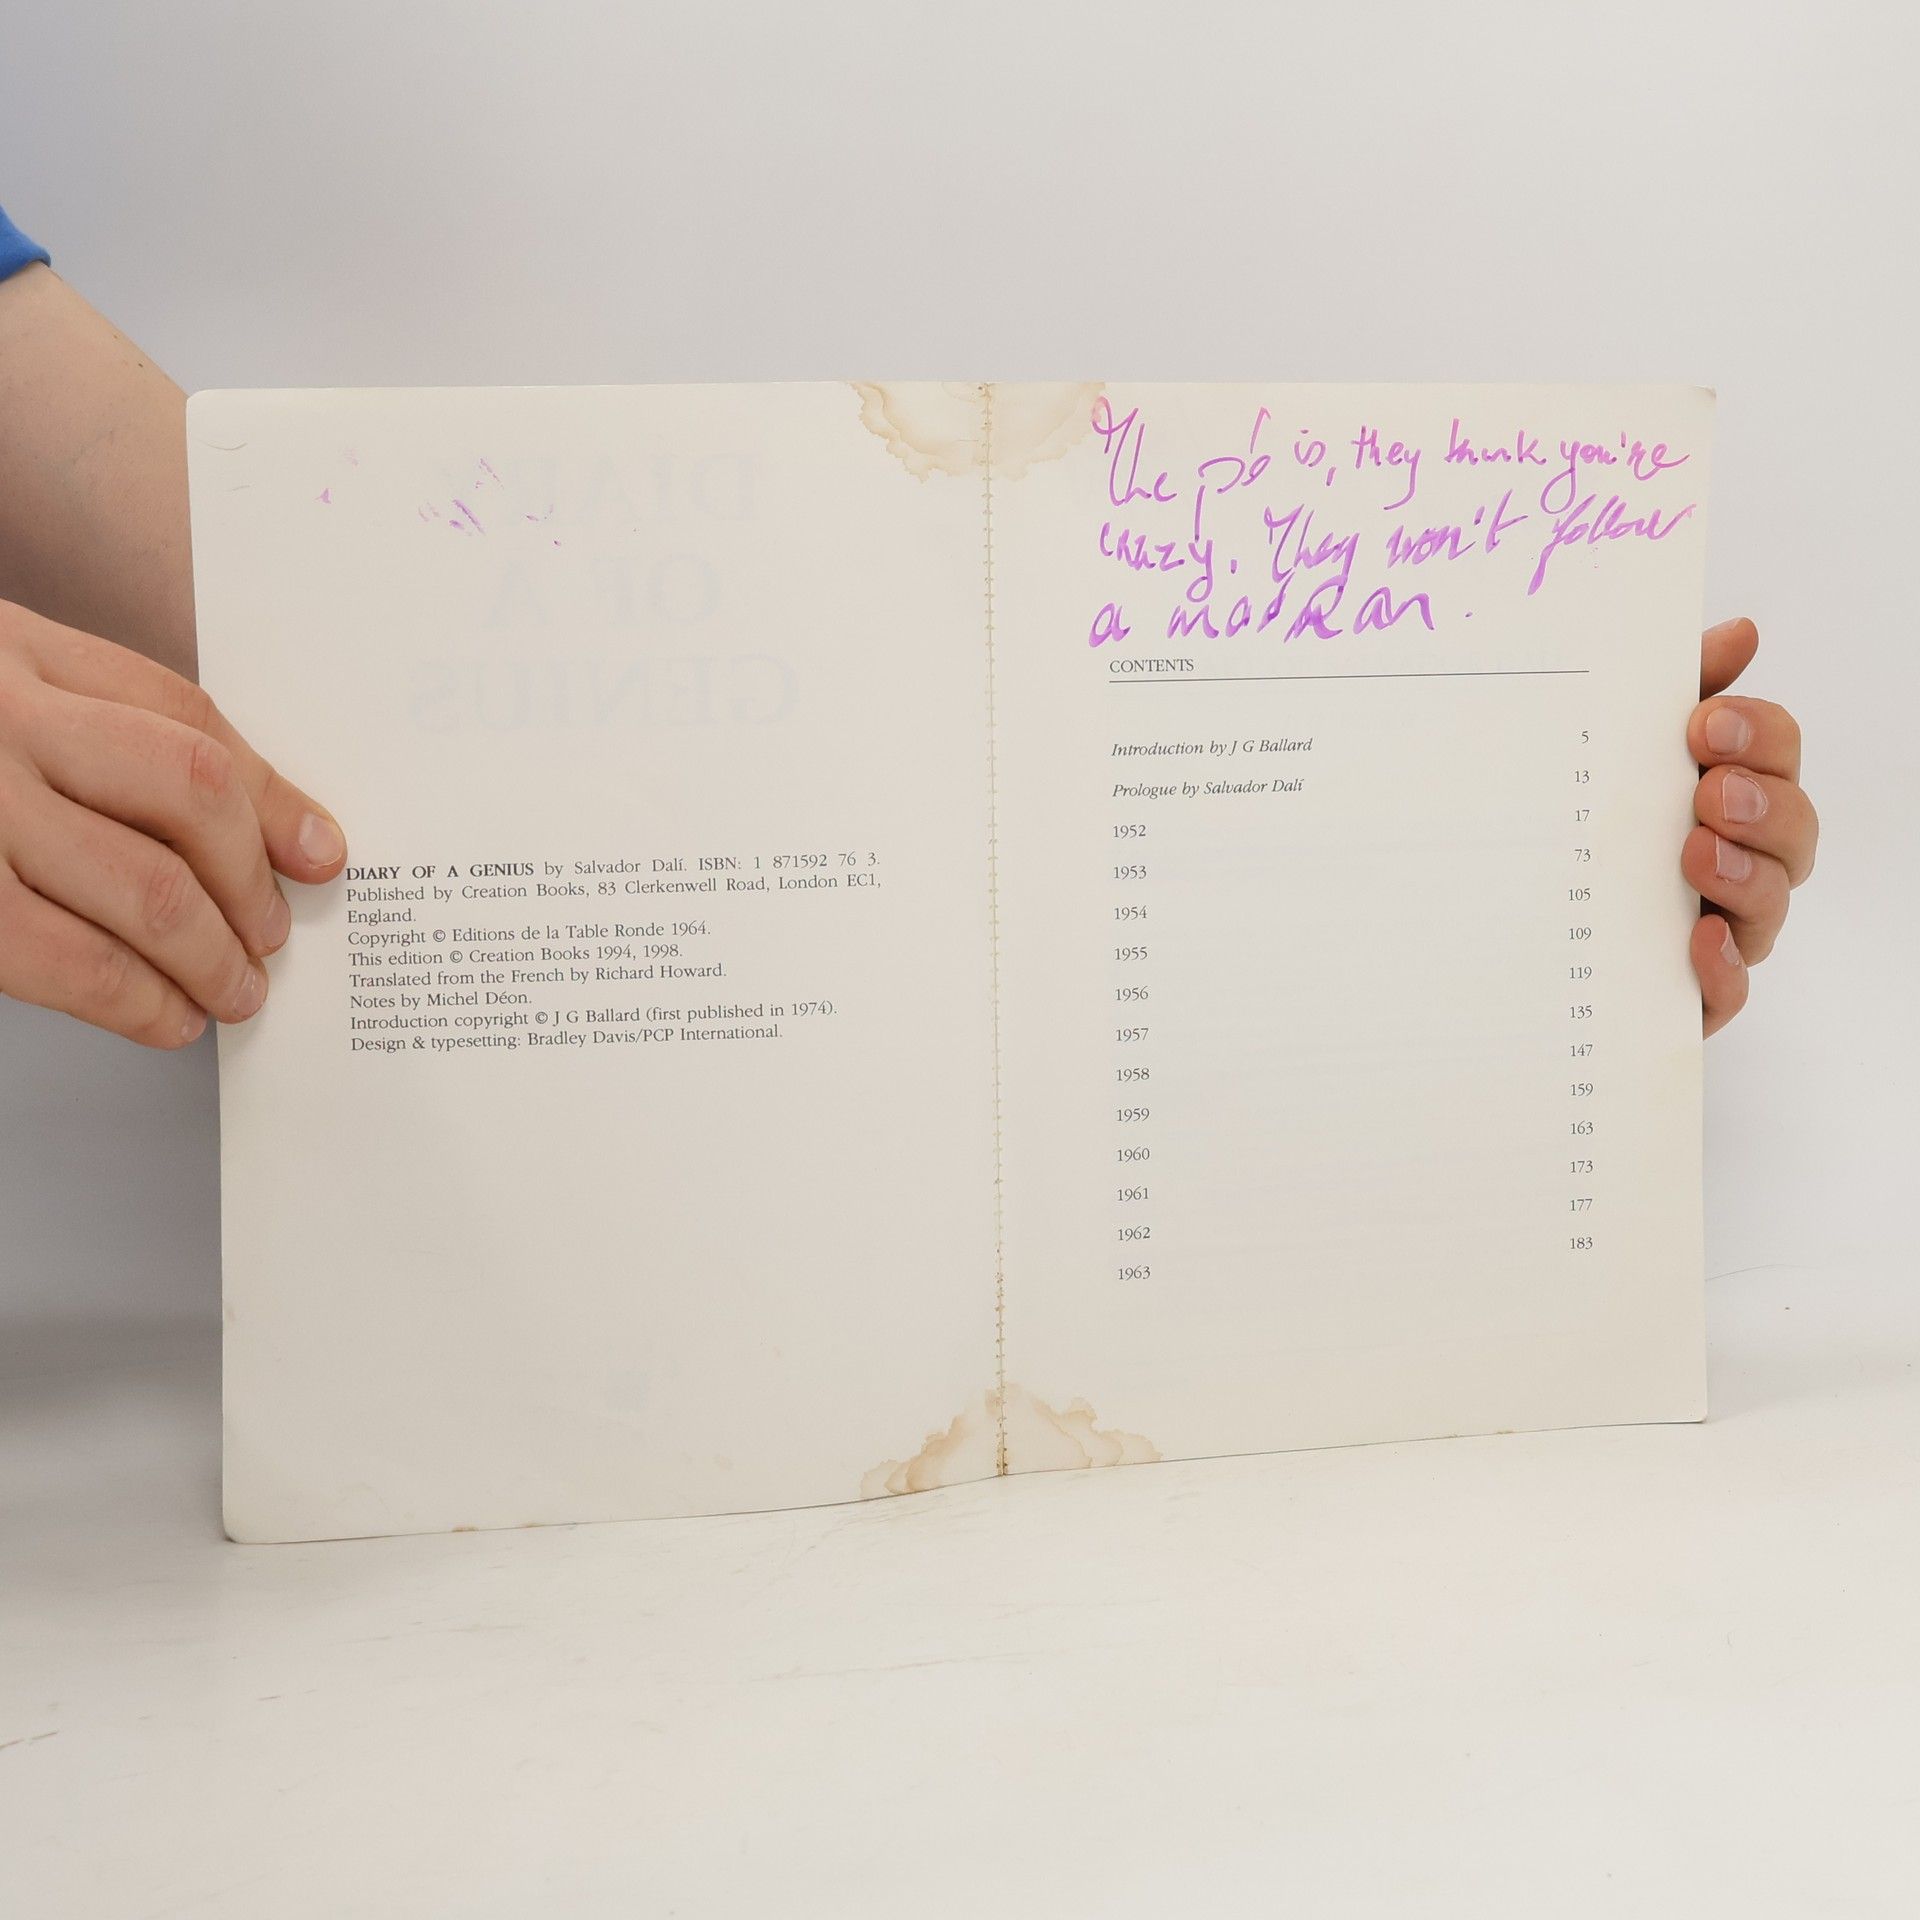 DIARY OF A GENIUS by Salvador Dalí. ISBN: 1 871592 76 3.
Published by Creation Books, 83 Clerkenwell Road, London EC1,
England.
Copyright © Editions de la Table Ronde 1964.
This edition © Creation Books 1994, 1998.
Translated from the French by Richard Howard.
Notes by Michel Déon.
Introduction copyright © J G Ballard (first published in 1974).
Design & typesetting: Bradley Davis/PCP International.
The is, they think you're
crazy. They won't follow
a madman.
CONTENTS
Introduction by J G Ballard 5
Prologue by Salvador Dalí 13
1952 17
1953 73
1954 105
1955 109
1956 119
1957 135
1958 147
1959 159
1960 163
1961 173
1962 177
1963 183